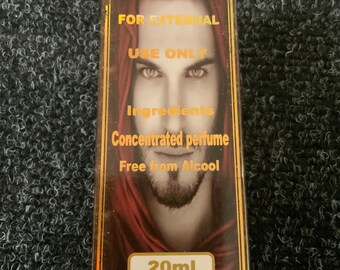 FOR EXTERNAL
USE ONLY
Ingredients
Concentrated perfume
Free from Alcool
20ml